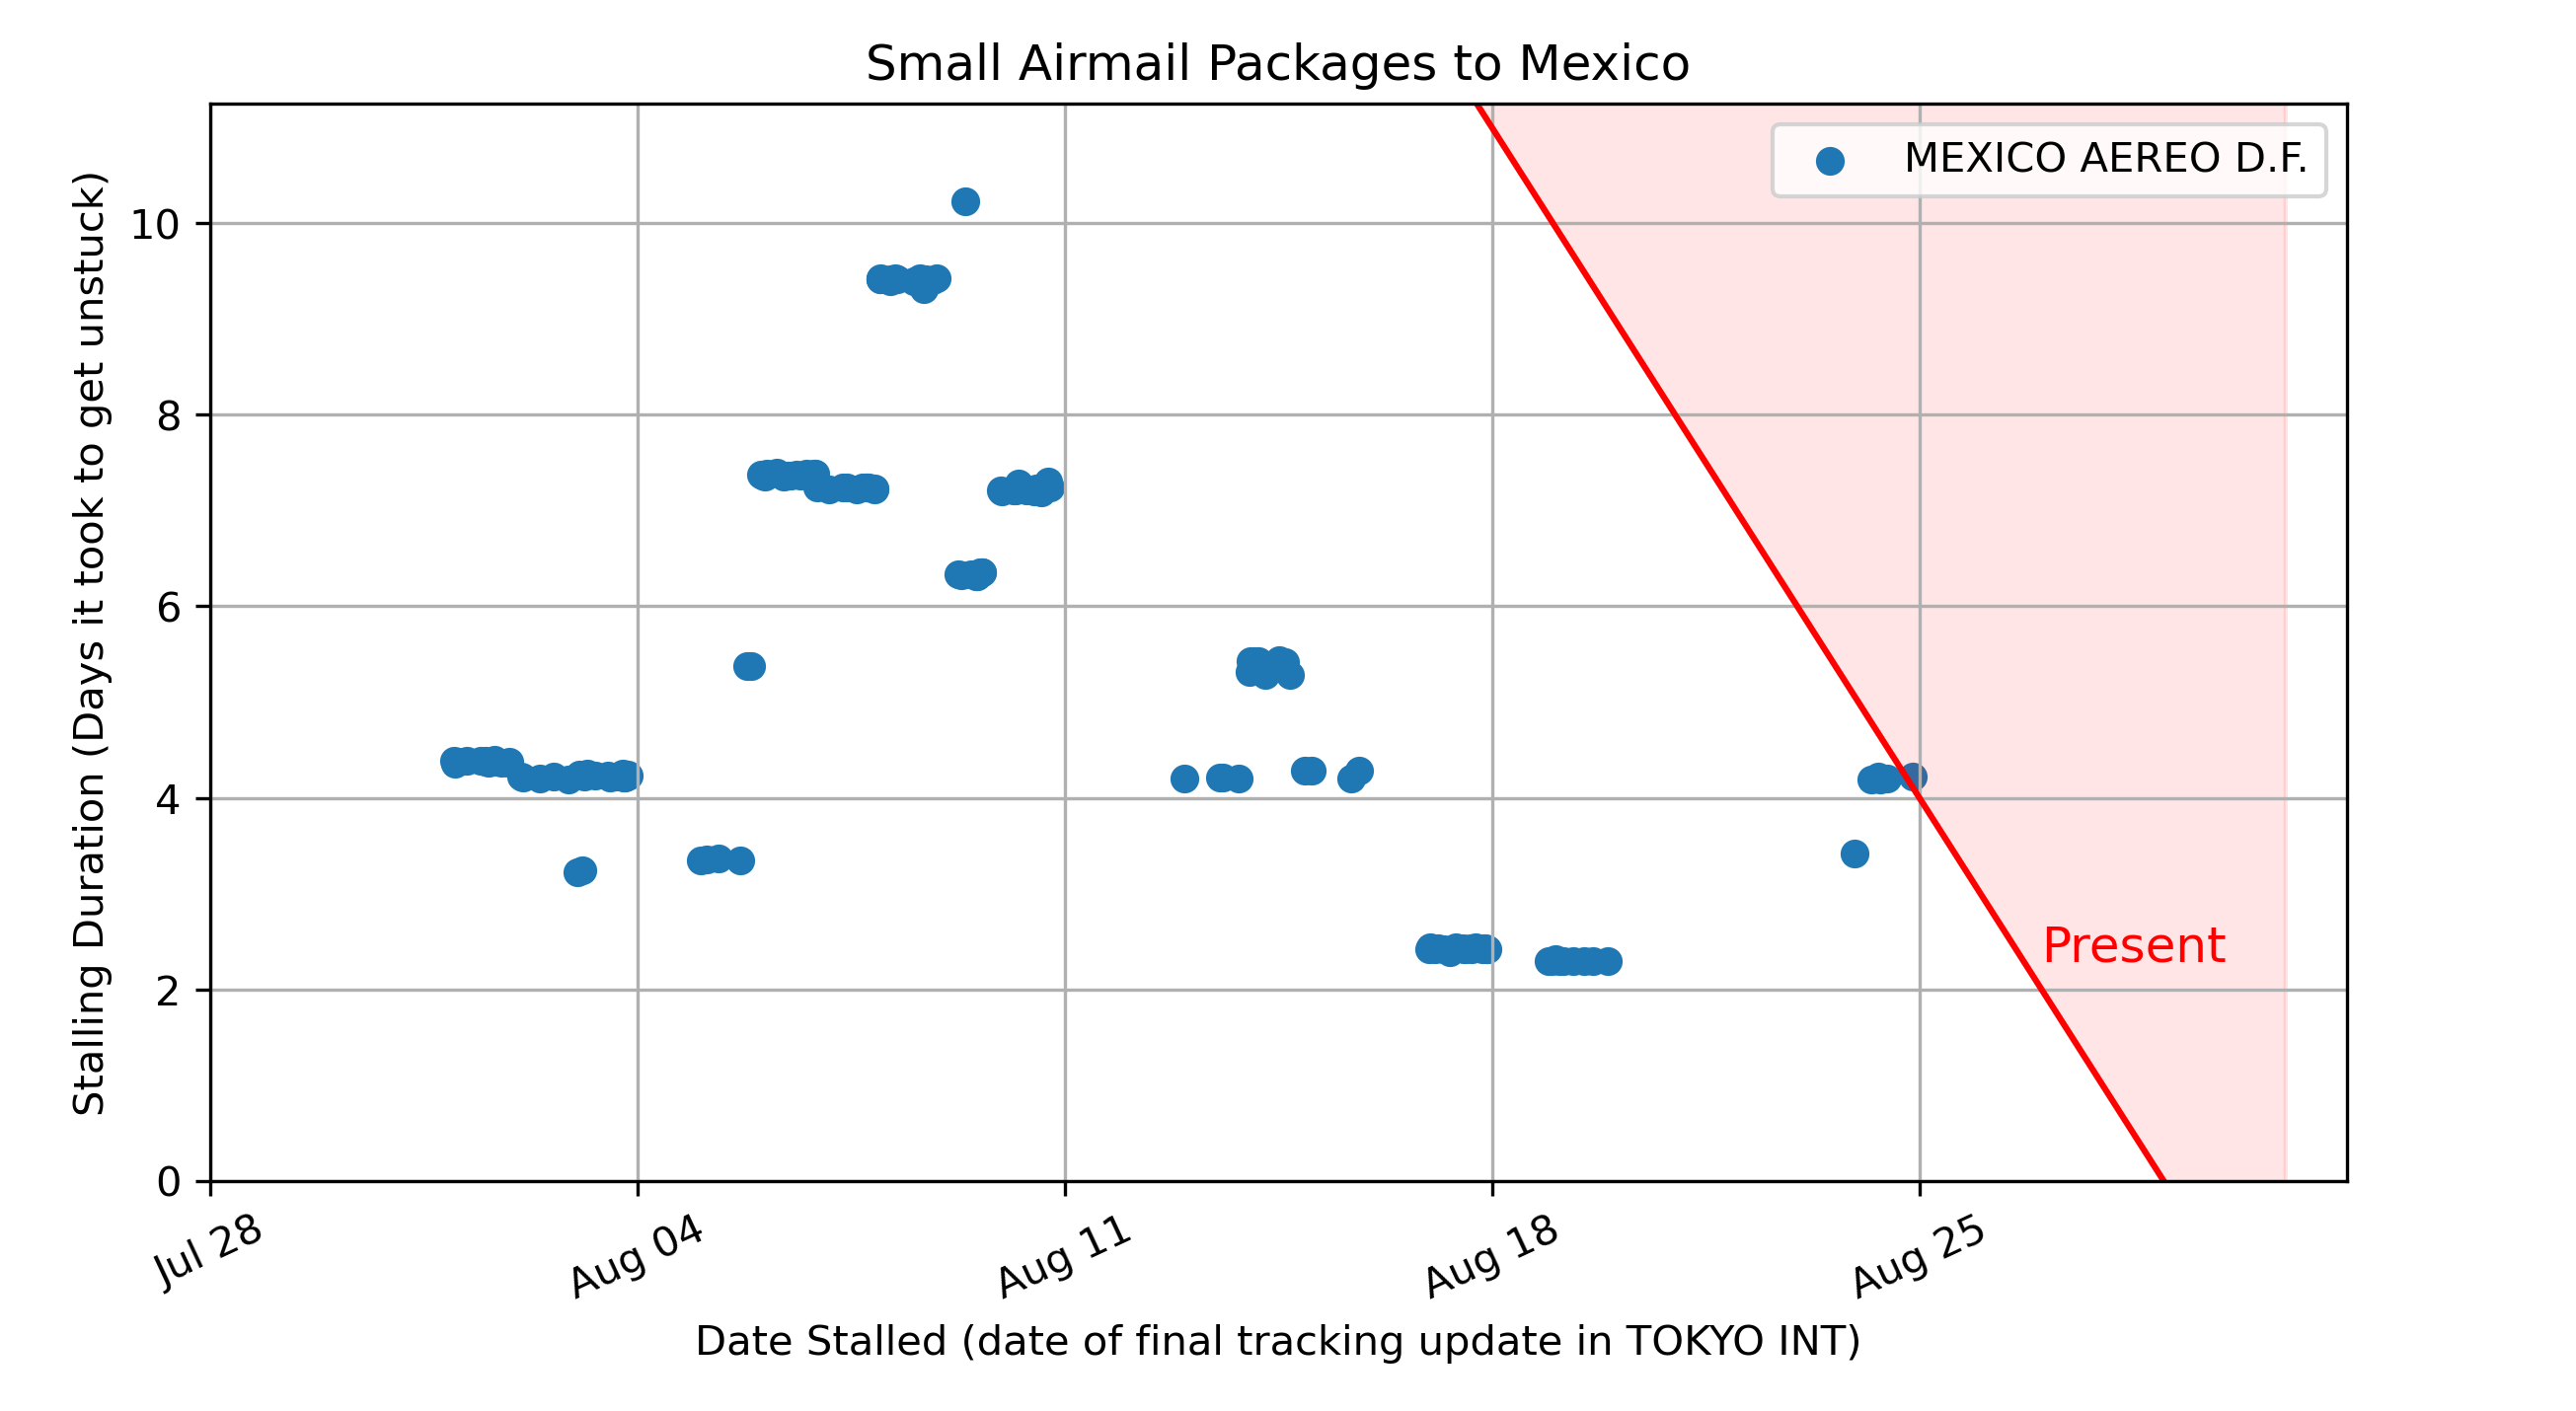 Small Airmail Packages to Mexico
MEXICO AEREO D.F.
Stalling Duration (Days it took to get unstuck)
10
8
6
4
2
0
Present
Jul 28
Aug 04
Aug 11
Aug 18
Aug 25
Date Stalled (date of final tracking update in TOKYO INT)